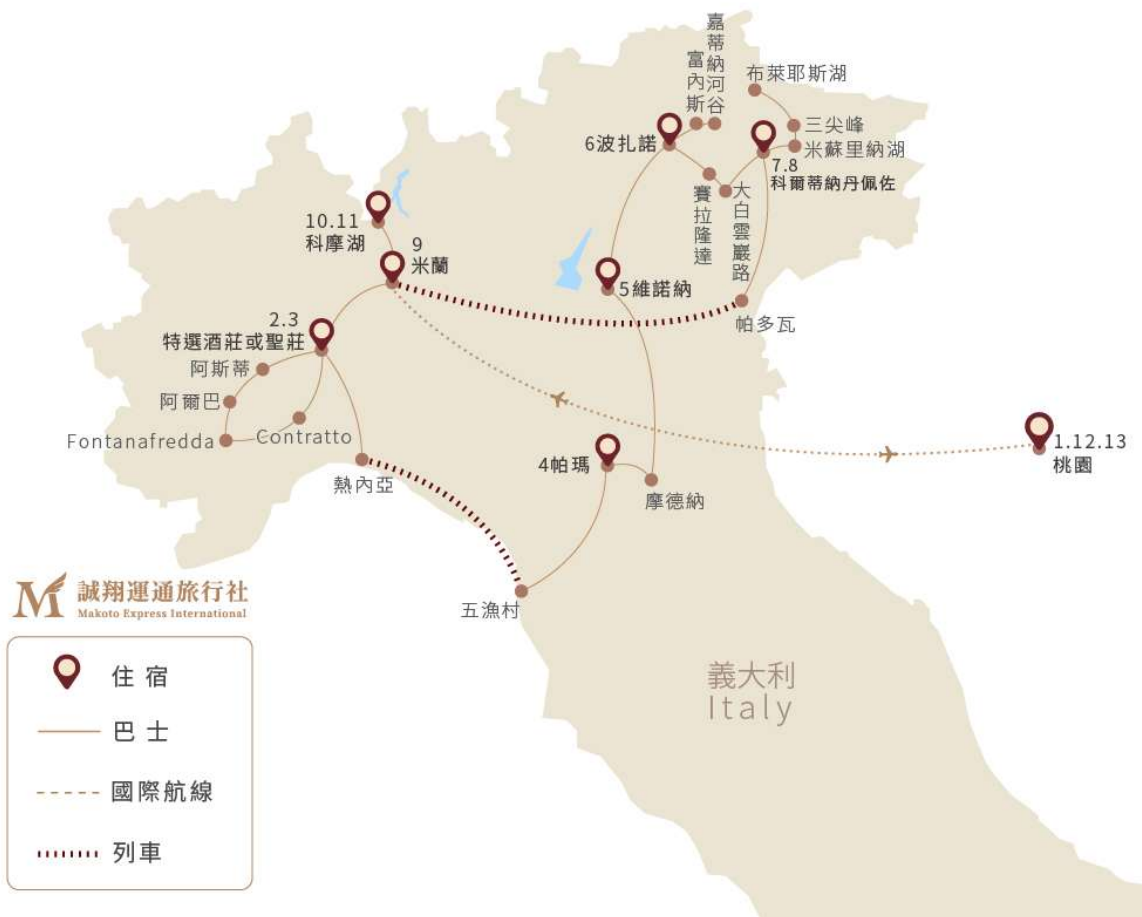 嘉蒂納河谷
富內斯
布萊耶斯湖
三尖峰
米蘇里納湖
6波扎諾
7.8
科爾蒂納丹佩佐
賽拉隆達
大白雲巖路
10.11
科摩湖
9
米蘭
5維諾納
帕多瓦
2.3
特選酒莊或聖莊
阿斯蒂
阿爾巴
Fontanafredda
Contratto
熱內亞
4帕瑪
摩德納
1.12.13
桃園
五漁村
誠翔運通旅行社
Makoto Express International
義大利
Italy
住宿
巴士
國際航線
列車